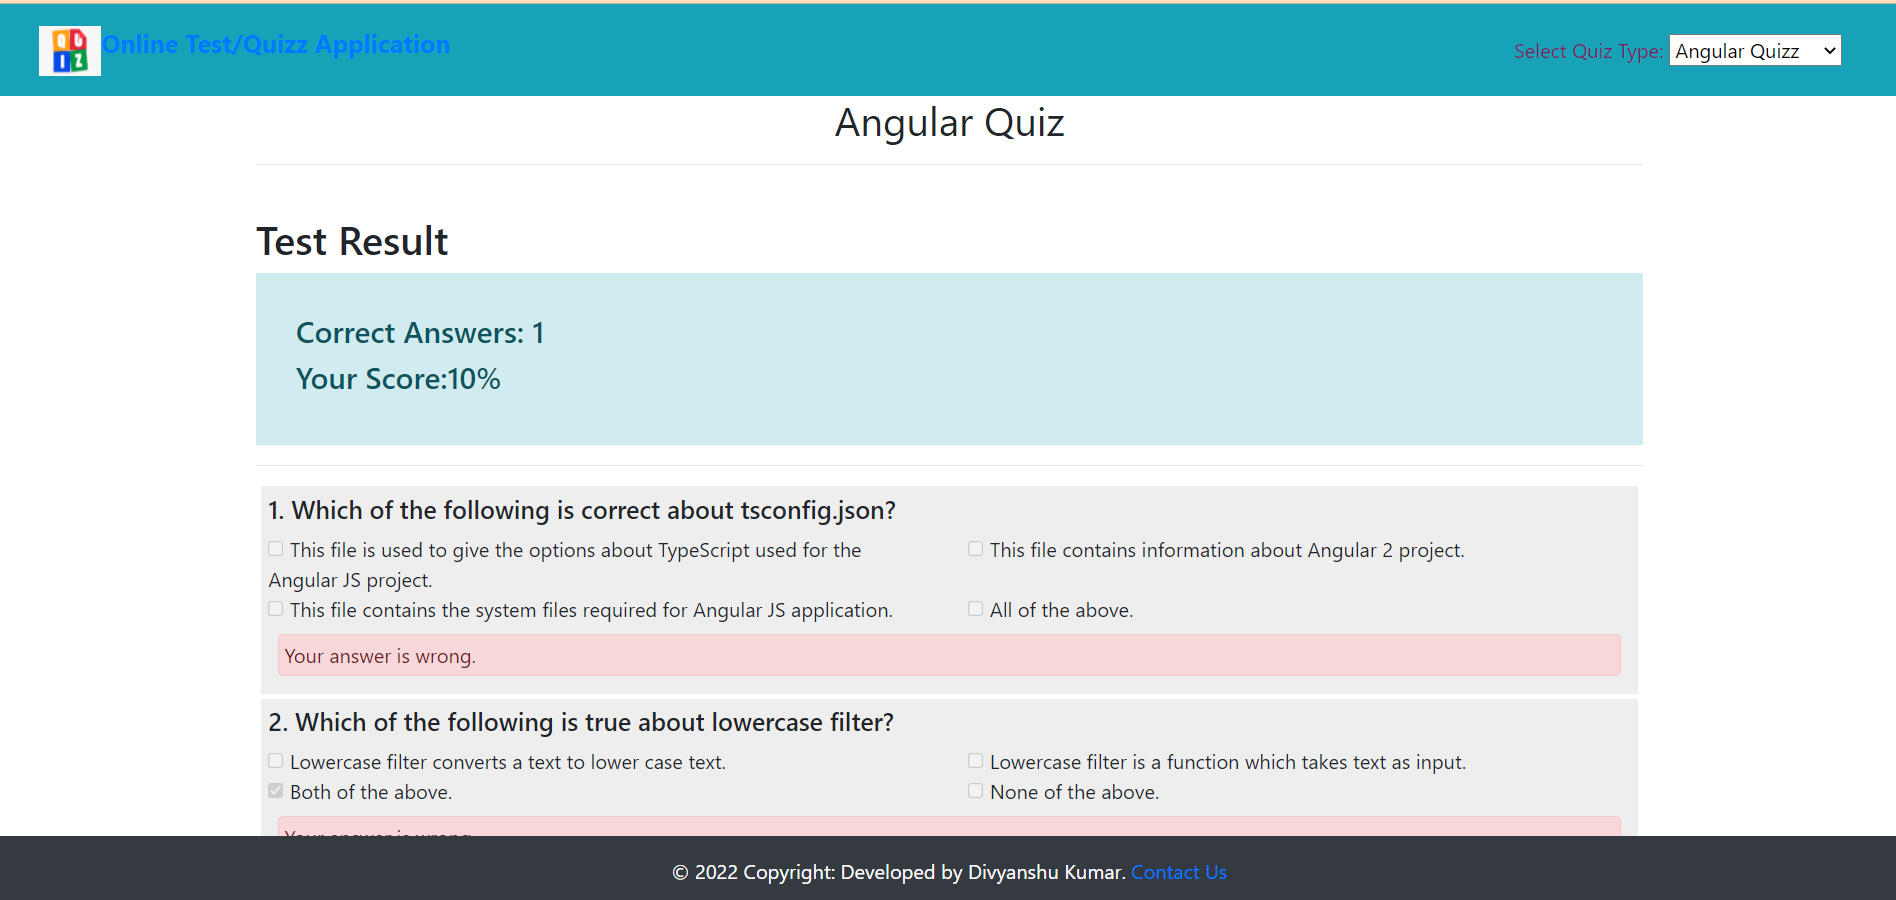 QUIZ
Online Test/Quizz Application
Select Quiz Type: Angular Quizz
Angular Quiz
Test Result
Correct Answers: 1
Your Score:10%
1. Which of the following is correct about tsconfig.json?
This file is used to give the options about TypeScript used for the
Angular JS project.
This file contains information about Angular 2 project.
This file contains the system files required for Angular JS application.
All of the above.
Your answer is wrong.
2. Which of the following is true about lowercase filter?
Lowercase filter converts a text to lower case text.
Lowercase filter is a function which takes text as input.
Both of the above.
None of the above.
Your answer is wrong.
© 2022 Copyright: Developed by Divyanshu Kumar. Contact Us